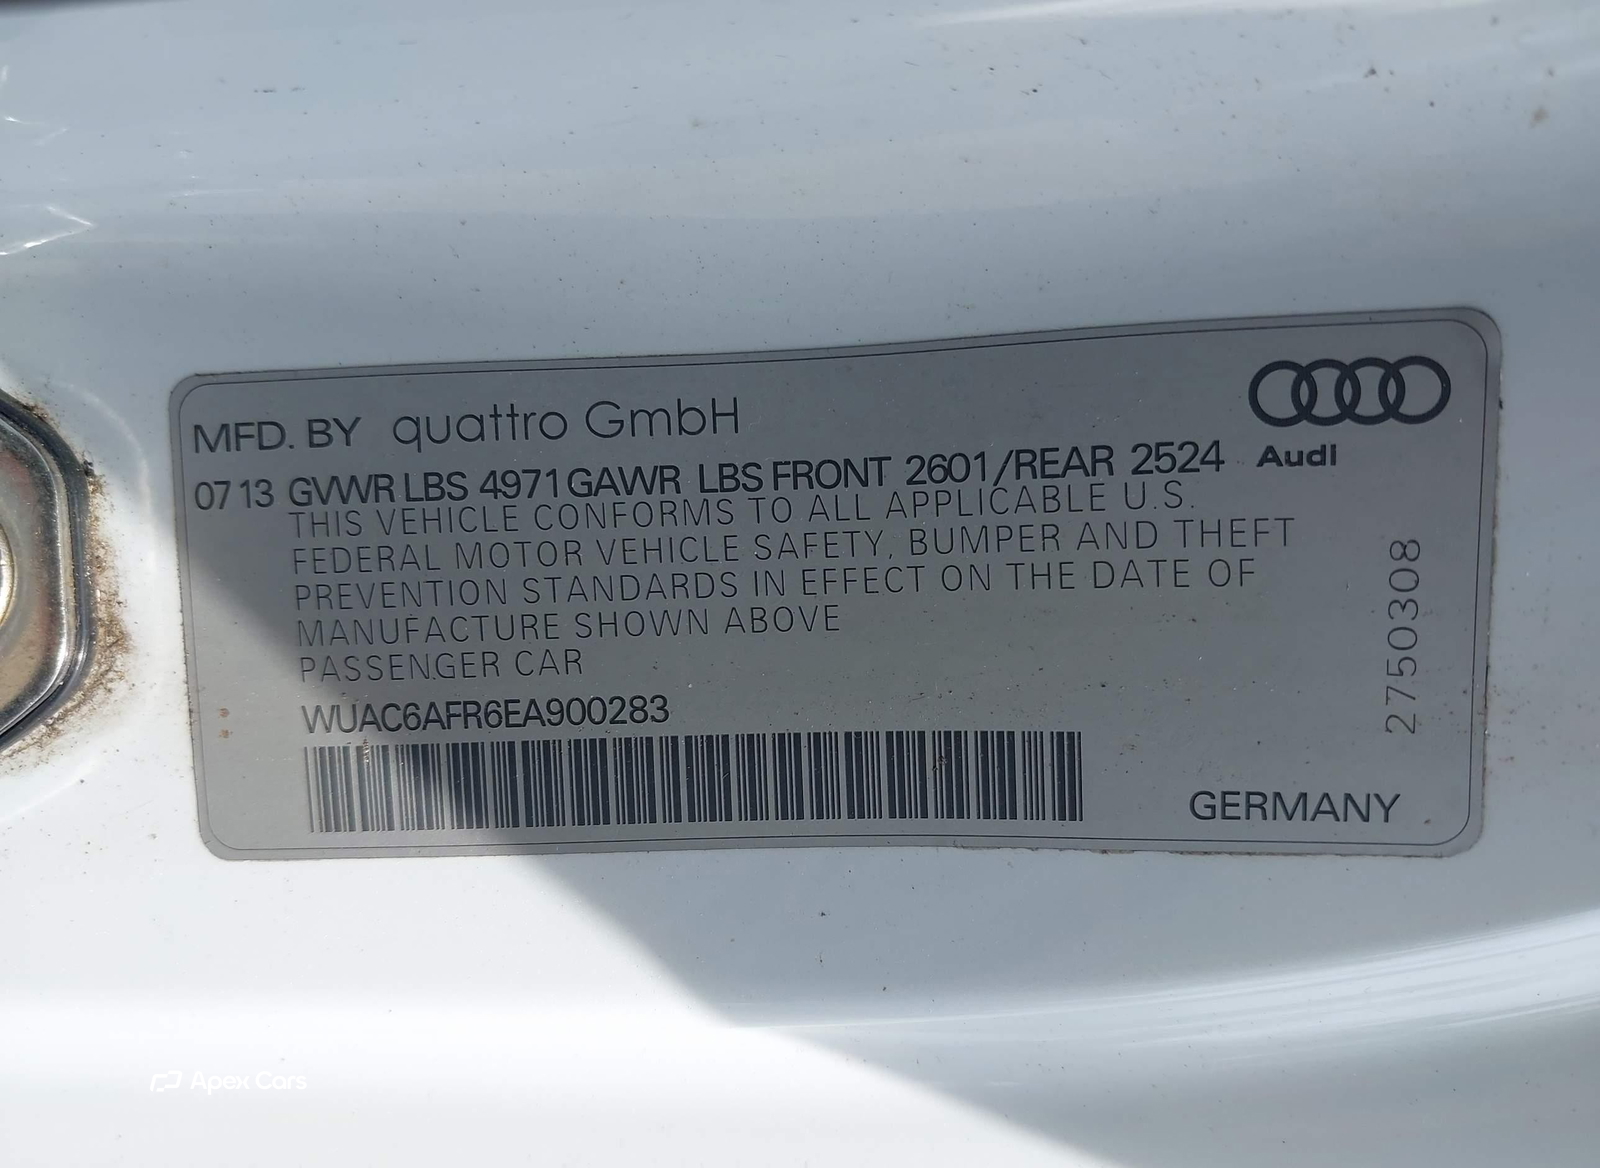 MFD. BY quattro GmbH
07 13 GVWR LBS 4971 GAWR LBS FRONT 2601/REAR 2524
Audi
THIS VEHICLE CONFORMS TO ALL APPLICABLE U.S.
FEDERAL MOTOR VEHICLE SAFETY, BUMPER AND THEFT
PREVENTION STANDARDS IN EFFECT ON THE DATE OF
MANUFACTURE SHOWN ABOVE
PASSENGER CAR
WUAC6AFR6EA900283
2750308
GERMANY
Apex Cars